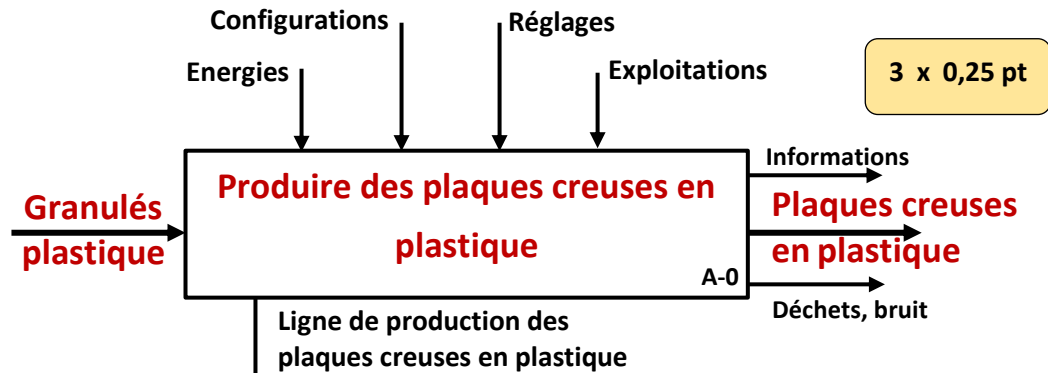 Configurations
Réglages
Energies
Exploitations
3 x 0,25 pt
Informations
Granulés
plastique
Produire des plaques creuses en
plastique
A-0
Plaques creuses
en plastique
Déchets, bruit
Ligne de production des
plaques creuses en plastique